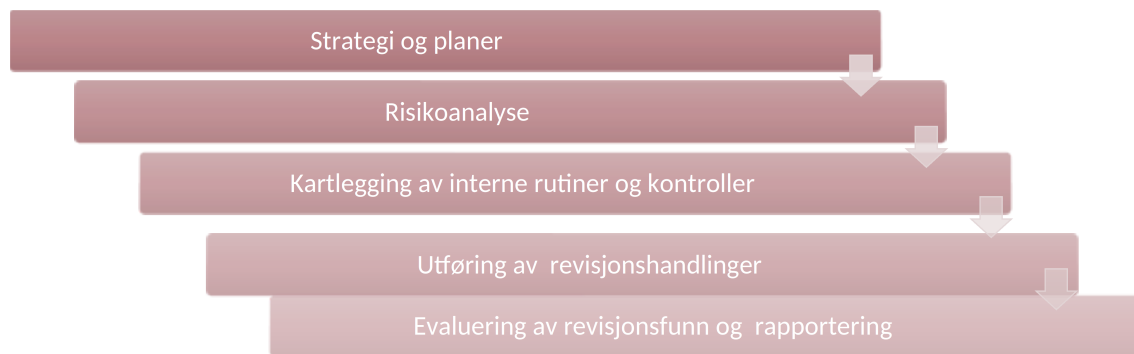 Strategi og planer
Risikoanalyse
Kartlegging av interne rutiner og kontroller
Utføring av  revisjonshandlinger
Evaluering av revisjonsfunn og  rapportering